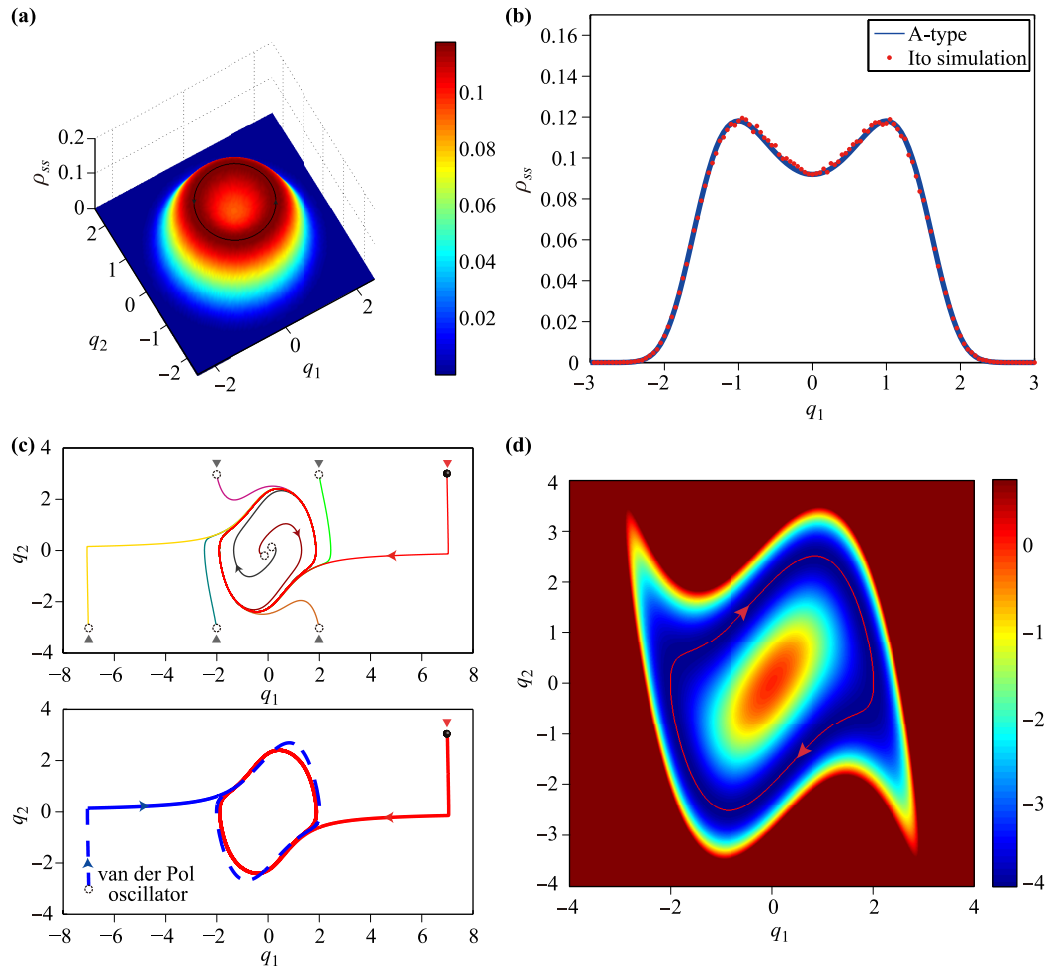 (a)
0.2
0.1
0
ρss
2
1
0
−1
−2
q2
−2
0
2
q1
0.1
0.08
0.06
0.04
0.02
(b)
0.16
0.14
0.12
0.1
0.08
0.06
0.04
0.02
0
ρss
A-type
Ito simulation
−3 −2 −1 0 1 2 3
q1
(c)
4
2
0
−2
−4
q2
−8 −6 −4 −2 0 2 4 6 8
q1
4
2
0
−2
−4
q2
van der Pol
oscillator
−8 −6 −4 −2 0 2 4 6 8
q1
(d)
4
3
2
1
0
−1
−2
−3
−4
q2
−4 −2 0 2 4
q1
0
−1
−2
−3
−4